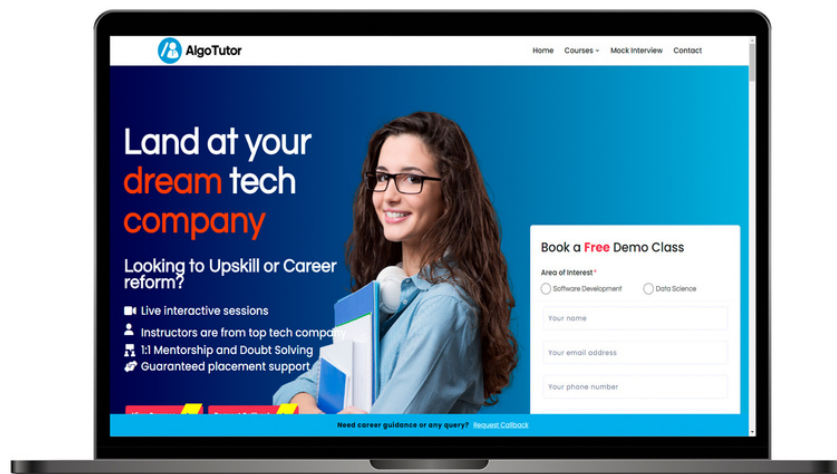 AlgoTutor
Home Courses Mock Interview Contact
Land at your
dream tech
company
Looking to Upskill or Career
reform?
Live interactive sessions
Instructors are from top tech company
1:1 Mentorship and Doubt Solving
Guaranteed placement support
Book a Free Demo Class
Area of Interest *
Software Development Data Science
Your name
Your email address
Your phone number
Need career guidance or any query? Request Callback